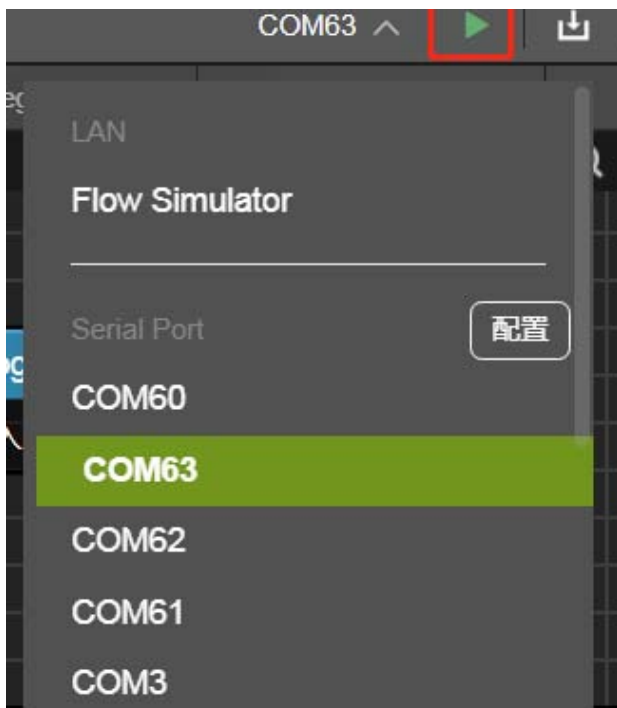 COM63
LAN
Flow Simulator
Serial Port
配置
COM60
COM63
COM62
COM61
COM3